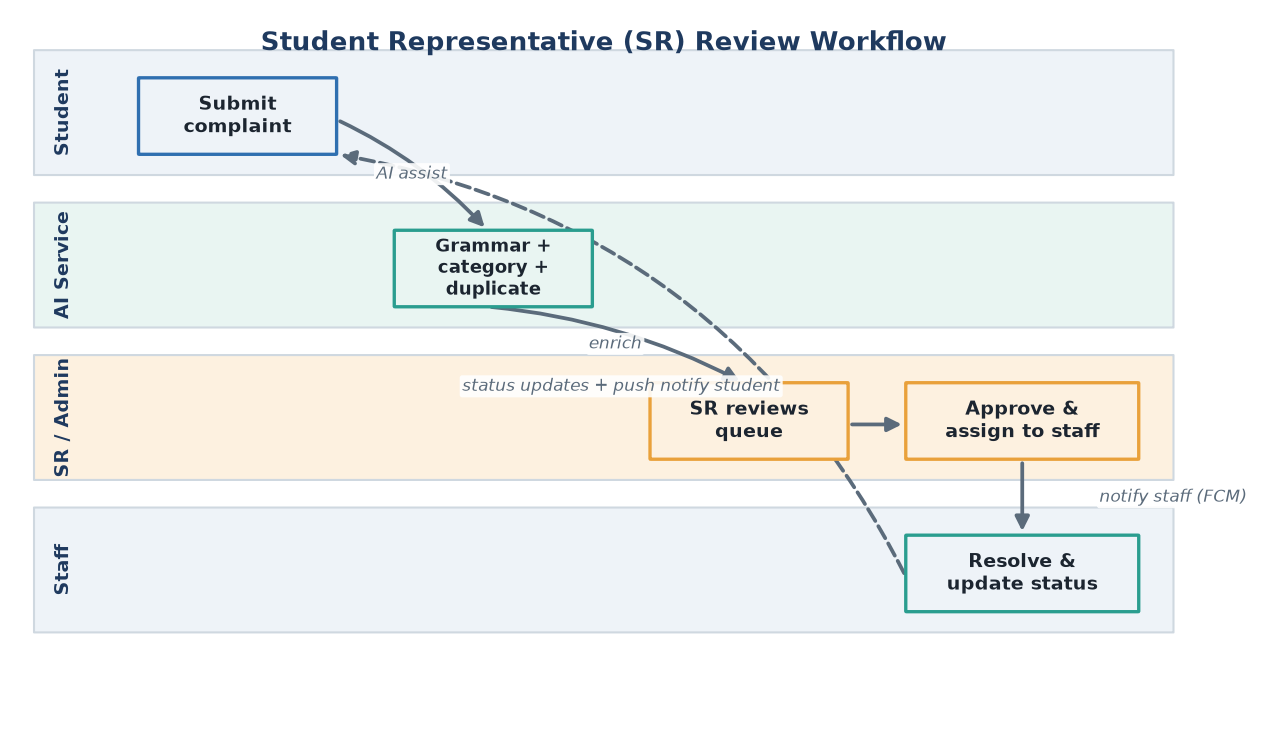 Student Representative (SR) Review Workflow
Student
Submit
complaint
AI assist
AI Service
Grammar +
category +
duplicate
enrich
status updates + push notify student
SR / Admin
SR reviews
queue
Approve &
assign to staff
notify staff (FCM)
Staff
Resolve &
update status